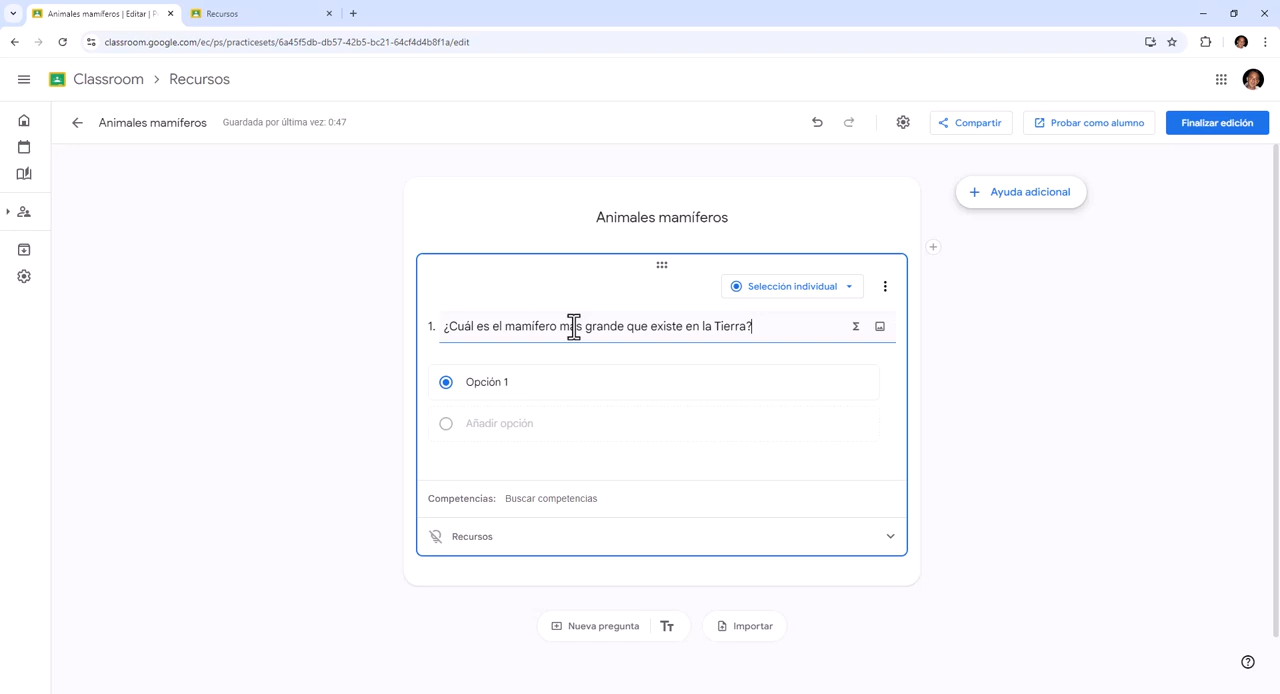 Animales mamíferos | Editar | P
Recursos
classroom.google.com/ec/ps/practicesets/6a45f5db-db57-42b5-bc21-64cf4d4b8f1a/edit
Classroom > Recursos
Animales mamíferos
Guardada por última vez: 0:47
Compartir
Probar como alumno
Finalizar edición
+ Ayuda adicional
Animales mamíferos
Selección individual
1. ¿Cuál es el mamífero más grande que existe en la Tierra?
Opción 1
Añadir opción
Competencias: Buscar competencias
Recursos
Nueva pregunta
Tт
Importar